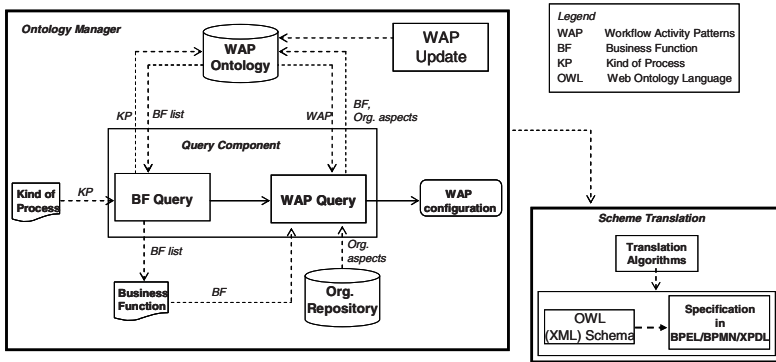 Ontology Manager
WAP
Ontology
WAP
Update
Legend
WAP Workflow Activity Patterns
BF Business Function
KP Kind of Process
OWL Web Ontology Language
KP
BF list
WAP
BF,
Org. aspects
Query Component
Kind of
Process
KP
BF Query
WAP Query
WAP
configuration
BF list
Org.
aspects
Business
Function
BF
Org.
Repository
Scheme Translation
Translation
Algorithms
OWL
(XML) Schema
Specification
in
BPEL/BPMN/XPDL